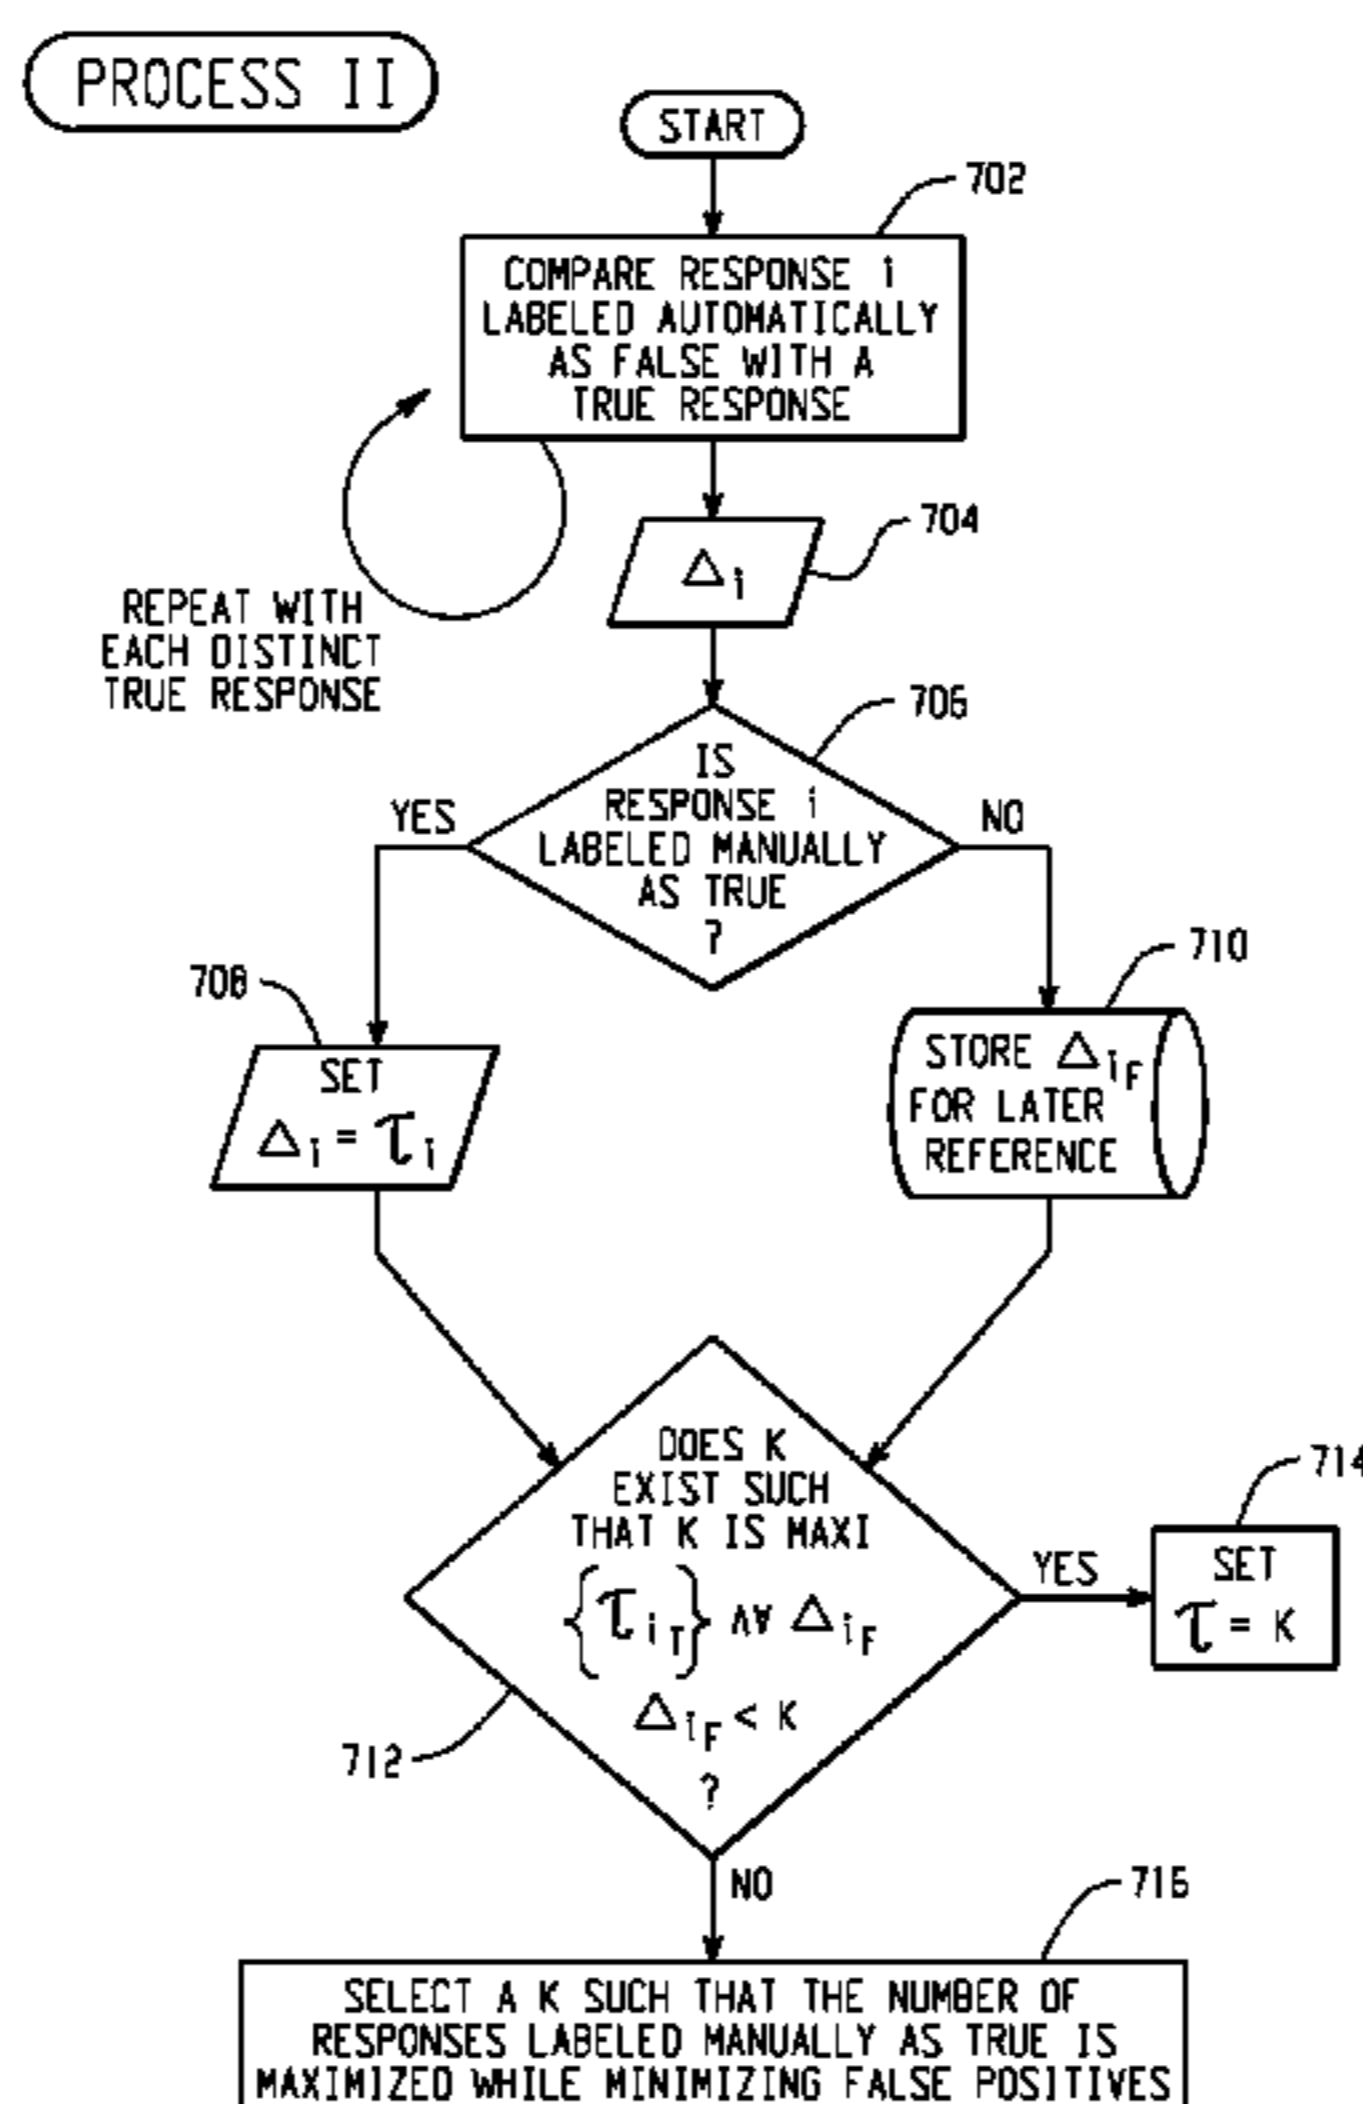 PROCESS II
START
702
COMPARE RESPONSE i
LABELED AUTOMATICALLY
AS FALSE WITH A
TRUE RESPONSE
704
Δi
REPEAT WITH
EACH DISTINCT
TRUE RESPONSE
706
IS
RESPONSE i
LABELED MANUALLY
AS TRUE
?
YES
NO
708
SET
Δi = τi
710
STORE ΔiF
FOR LATER
REFERENCE
DOES K
EXIST SUCH
THAT K IS MAXI
{τiT} ∧∀ ΔiF
ΔiF < K
?
712
YES
714
SET
τ = K
NO
716
SELECT A K SUCH THAT THE NUMBER OF
RESPONSES LABELED MANUALLY AS TRUE IS
MAXIMIZED WHILE MINIMIZING FALSE POSITIVES